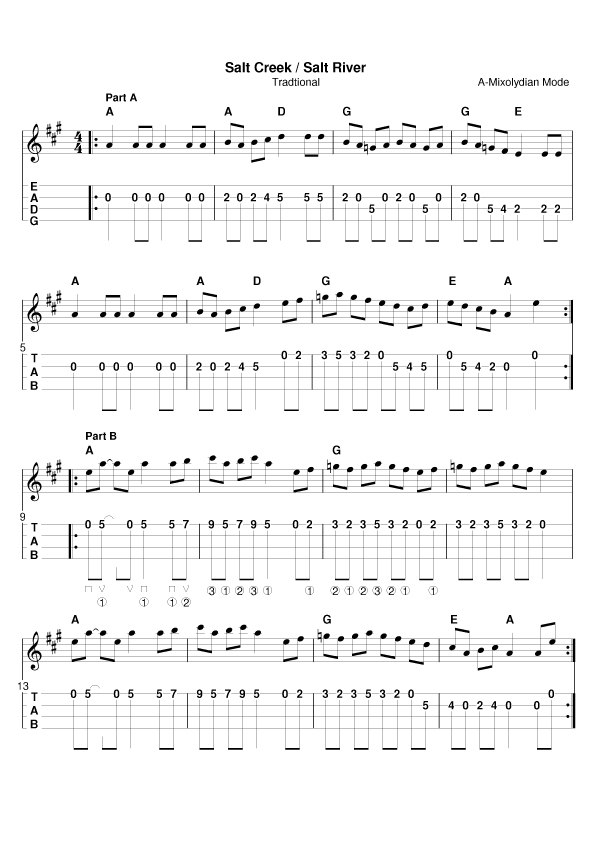 Salt Creek / Salt River
Tradtional
A-Mixolydian Mode
Part A
A A D G G E
4/4
E
A 0 0 0 0 0 0 2 0 2 4 5 5 5 2 0 0 2 0 0 2 0
D 5 5 5 4 2 2 2
G
A A D G E A
5
T 0 2 3 5 3 2 0 0 0
A 0 0 0 0 0 0 2 0 2 4 5 5 4 5 5 4 2 0
B
Part B
A G
9
T 0 5 0 5 5 7 9 5 7 9 5 0 2 3 2 3 5 3 2 0 2 3 2 3 5 3 2 0
A
B
① ① ① ② ③ ① ② ③ ① ① ② ① ② ③ ② ① ①
A G E A
13
T 0 5 0 5 5 7 9 5 7 9 5 0 2 3 2 3 5 3 2 0 0
A 5 4 0 2 4 0 0
B